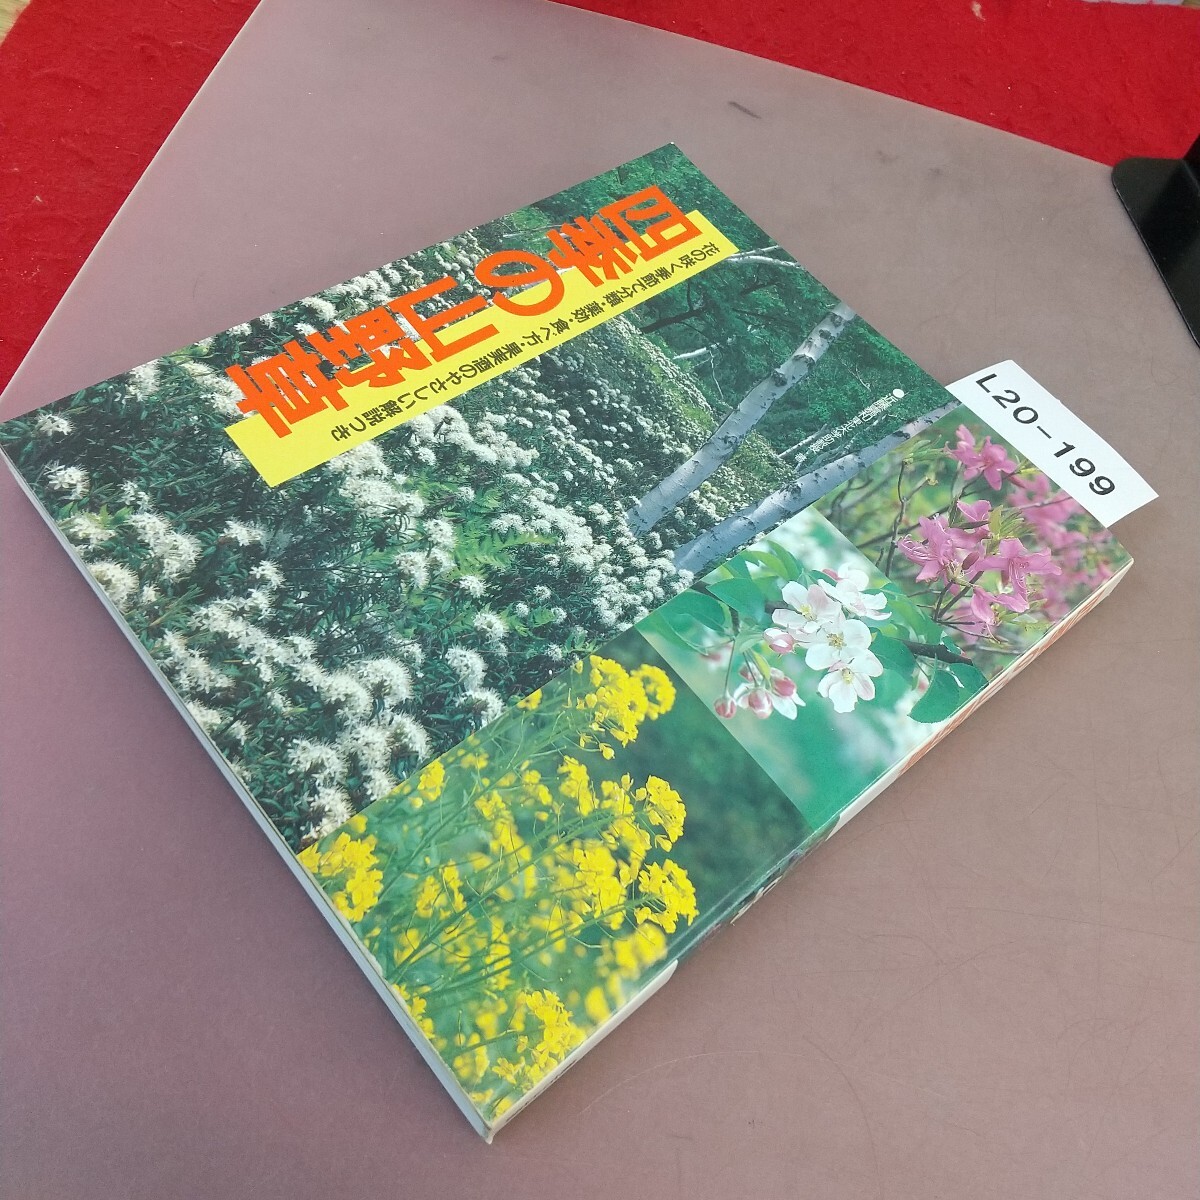 四季の山野草
花の咲く季節で分類・薬効・食べ方・果実酒のやさしい解説つき
L20-199